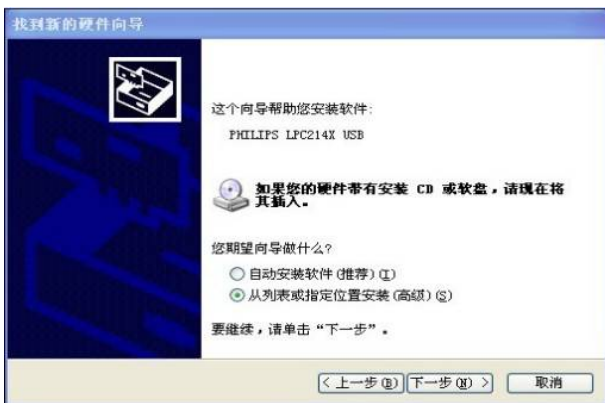 找到新的硬件向导
这个向导帮助您安装软件:
PHILIPS LPC214X USB
如果您的硬件带有安装 CD 或软盘，请现在将
其插入。
您期望向导做什么?
自动安装软件(推荐)(I)
从列表或指定位置安装(高级)(S)
要继续，请单击“下一步”。
< 上一步(B) 下一步(N) > 取消